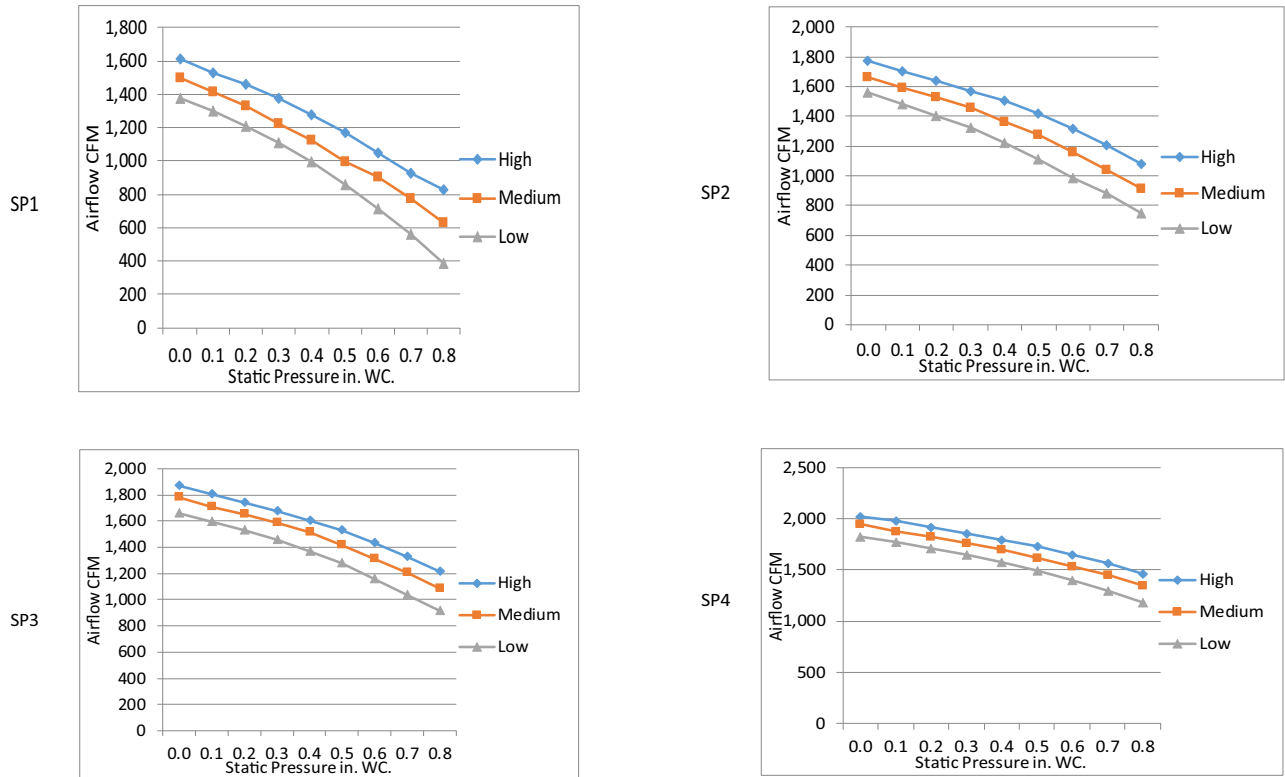 SP1
Airflow CFM
1,800
1,600
1,400
1,200
1,000
800
600
400
200
0
0.0 0.1 0.2 0.3 0.4 0.5 0.6 0.7 0.8
Static Pressure in. WC.
High
Medium
Low
SP2
Airflow CFM
2,000
1,800
1,600
1,400
1,200
1,000
800
600
400
200
0
0.0 0.1 0.2 0.3 0.4 0.5 0.6 0.7 0.8
Static Pressure in. WC.
High
Medium
Low
SP3
Airflow CFM
2,000
1,800
1,600
1,400
1,200
1,000
800
600
400
200
0
0.0 0.1 0.2 0.3 0.4 0.5 0.6 0.7 0.8
Static Pressure in. WC.
High
Medium
Low
SP4
Airflow CFM
2,500
2,000
1,500
1,000
500
0
0.0 0.1 0.2 0.3 0.4 0.5 0.6 0.7 0.8
Static Pressure in. WC.
High
Medium
Low